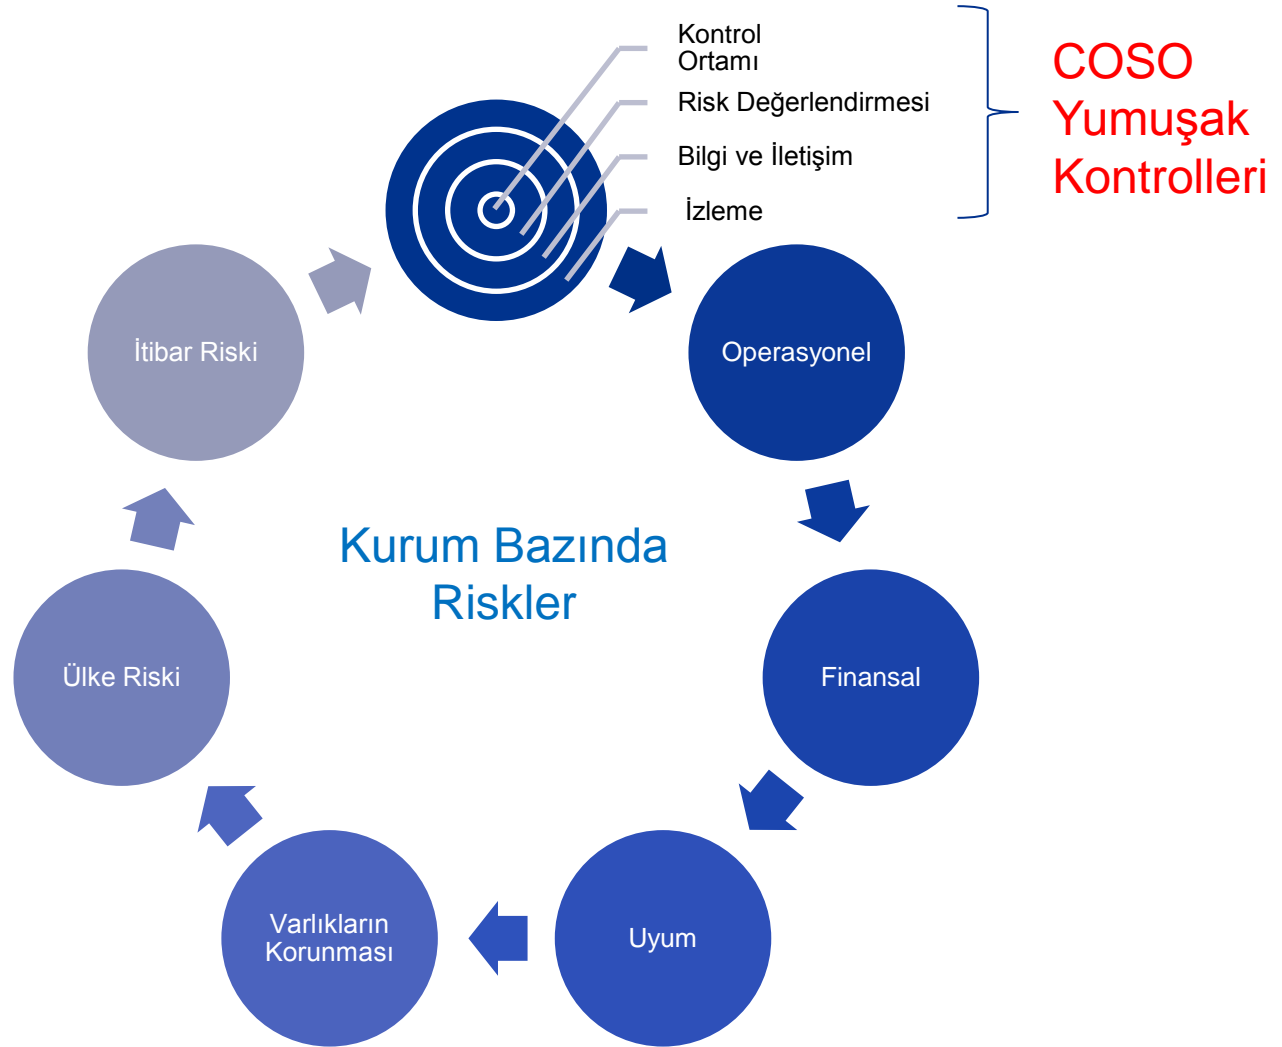 Kontrol
Ortamı
Risk Değerlendirmesi
Bilgi ve İletişim
İzleme
COSO
Yumuşak
Kontrolleri
İtibar Riski
Operasyonel
Kurum Bazında
Riskler
Ülke Riski
Finansal
Varlıkların
Korunması
Uyum